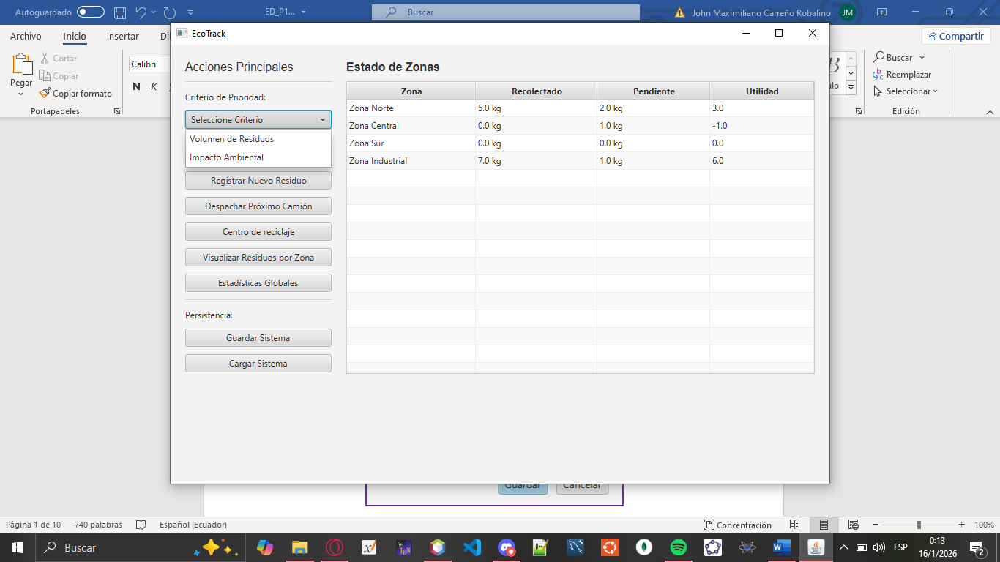 Autoguardado
ED_P1...
Buscar
John Maximiliano Carreño Robalino
JM
Archivo
Inicio
Insertar
Compartir
Pegar
Cortar
Copiar
Copiar formato
Portapapeles
Calibri
N K
Buscar
Reemplazar
Seleccionar
Edición
EcoTrack
Acciones Principales
Criterio de Prioridad:
Seleccione Criterio
Volumen de Residuos
Impacto Ambiental
Registrar Nuevo Residuo
Despachar Próximo Camión
Centro de reciclaje
Visualizar Residuos por Zona
Estadísticas Globales
Persistencia:
Guardar Sistema
Cargar Sistema
Estado de Zonas
Zona Recolectado Pendiente Utilidad
Zona Norte 5.0 kg 2.0 kg 3.0
Zona Central 0.0 kg 1.0 kg -1.0
Zona Sur 0.0 kg 0.0 kg 0.0
Zona Industrial 7.0 kg 1.0 kg 6.0
Guardar Cancelar
Página 1 de 10 740 palabras Español (Ecuador) Concentración 100%
Buscar
ESP
0:13
16/1/2026
2